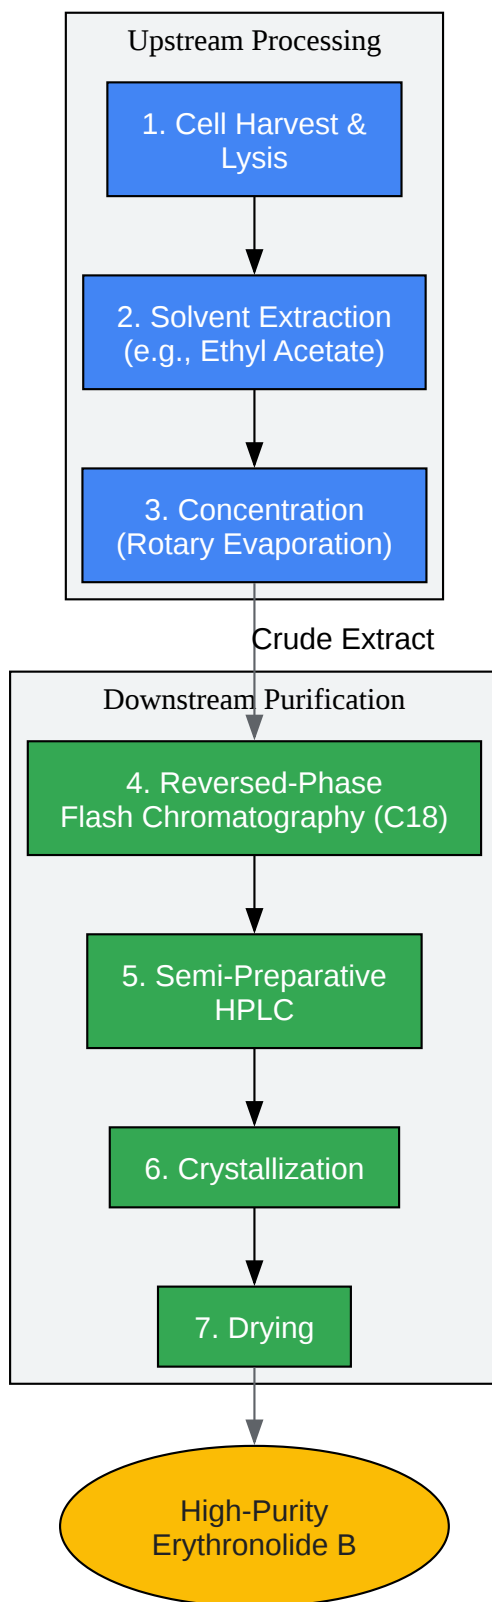 Upstream Processing
1. Cell Harvest &
Lysis
2. Solvent Extraction
(e.g., Ethyl Acetate)
3. Concentration
(Rotary Evaporation)
Crude Extract
Downstream Purification
4. Reversed-Phase
Flash Chromatography (C18)
5. Semi-Preparative
HPLC
6. Crystallization
7. Drying
High-Purity
Erythronolide B